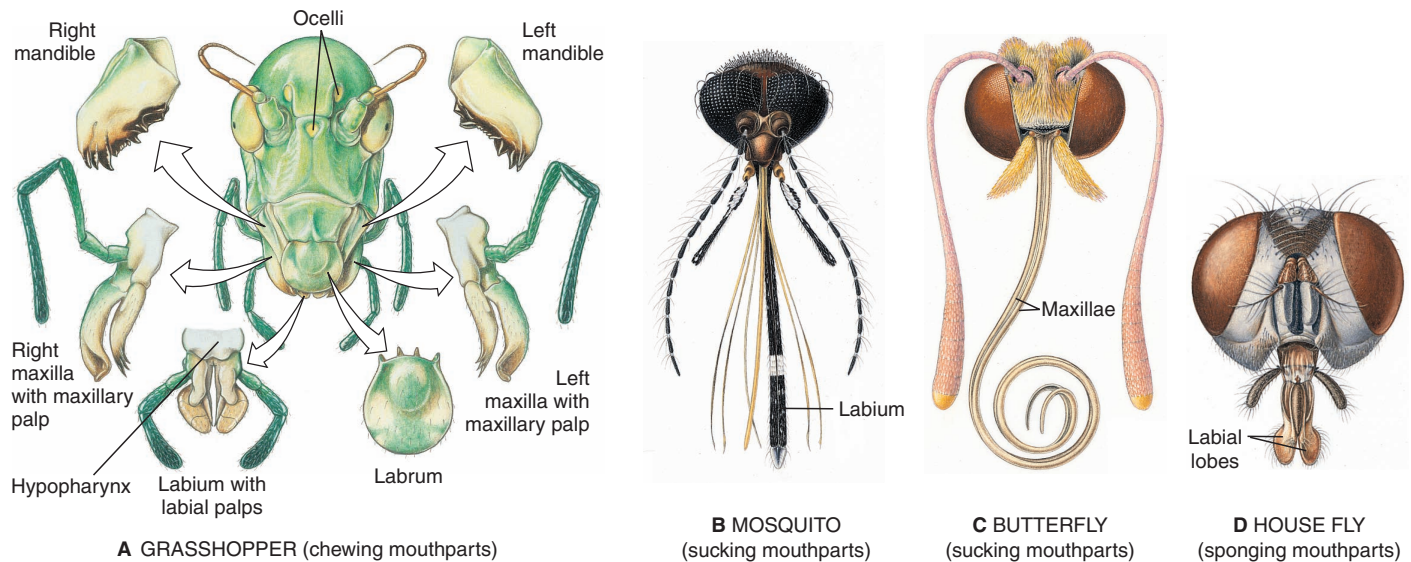 Ocelli
Right
mandible
Left
mandible
Right
maxilla
with maxillary
palp
Left
maxilla with
maxillary palp
Hypopharynx
Labium with
labial palps
Labrum
A GRASSHOPPER (chewing mouthparts)
Labium
B MOSQUITO
(sucking mouthparts)
Maxillae
C BUTTERFLY
(sucking mouthparts)
Labial
lobes
D HOUSE FLY
(sponging mouthparts)